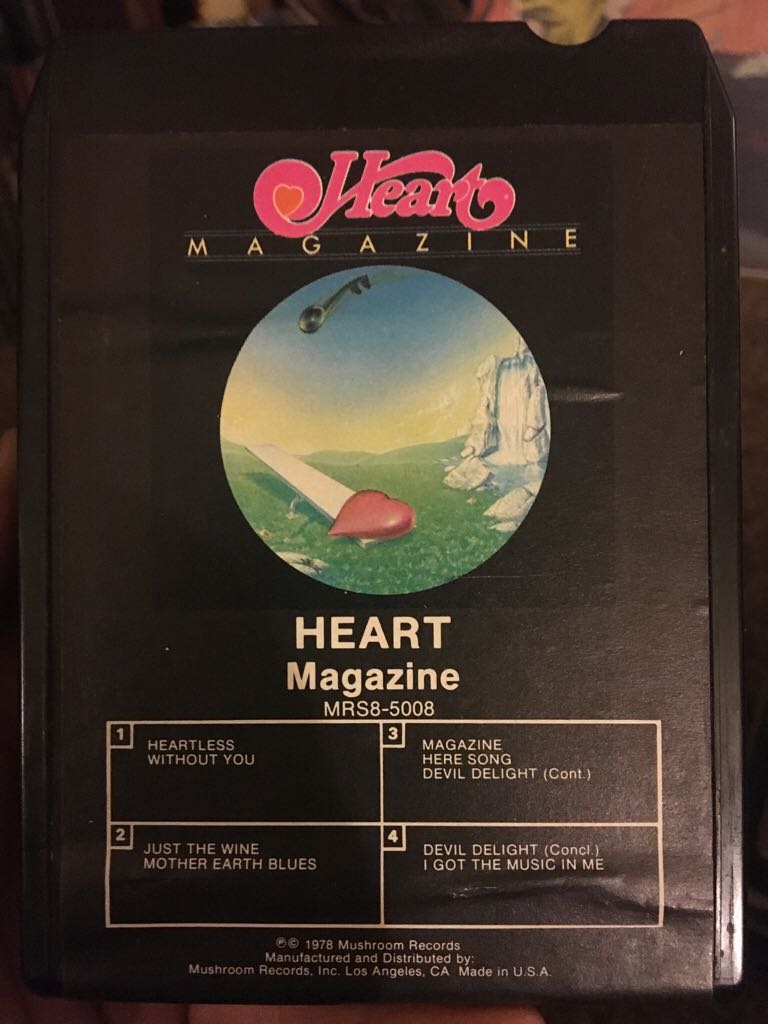 Heart
MAGAZINE
HEART
Magazine
MRS8-5008
1
HEARTLESS
WITHOUT YOU
2
JUST THE WINE
MOTHER EARTH BLUES
3
MAGAZINE
HERE SONG
DEVIL DELIGHT (Cont.)
4
DEVIL DELIGHT (Concl.)
I GOT THE MUSIC IN ME
℗© 1978 Mushroom Records
Manufactured and Distributed by:
Mushroom Records, Inc. Los Angeles, CA Made in U.S.A.